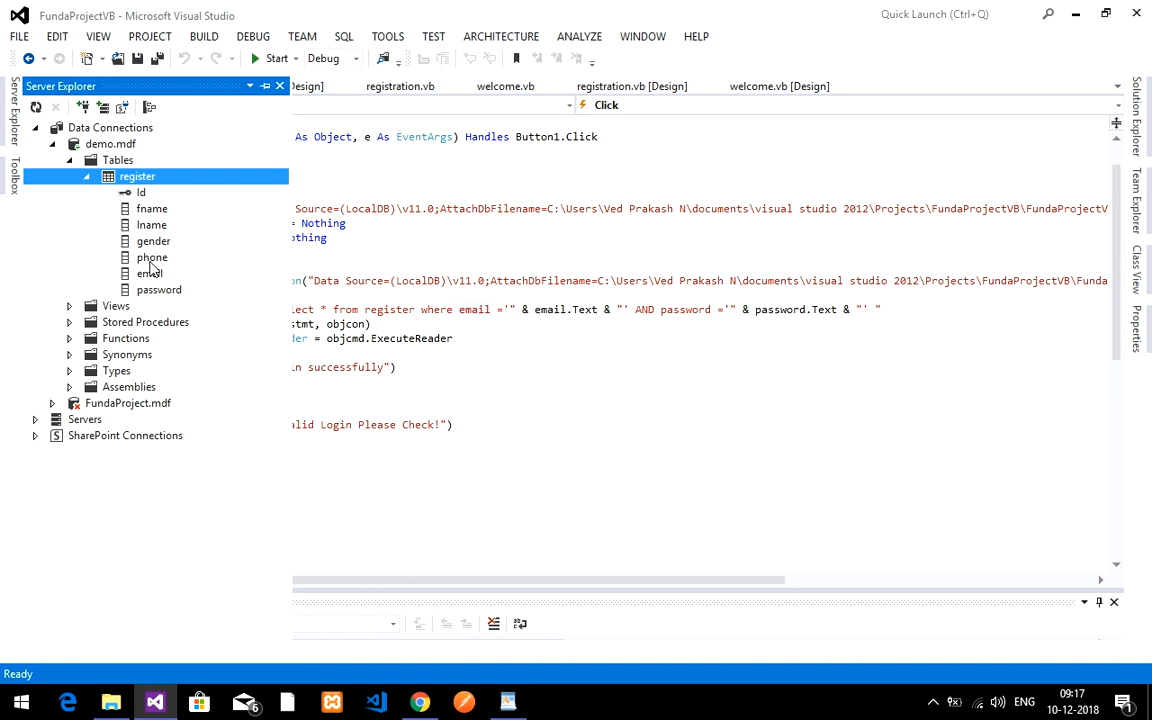 FundaProjectVB - Microsoft Visual Studio
Quick Launch (Ctrl+Q)
FILE EDIT VIEW PROJECT BUILD DEBUG TEAM SQL TOOLS TEST ARCHITECTURE ANALYZE WINDOW HELP
Start Debug
Server Explorer
Design] registration.vb welcome.vb registration.vb [Design] welcome.vb [Design]
Click
Data Connections
demo.mdf
Tables
register
Id
fname
lname
gender
phone
email
password
Views
Stored Procedures
Functions
Synonyms
Types
Assemblies
FundaProject.mdf
Servers
SharePoint Connections
As Object, e As EventArgs) Handles Button1.Click
Source=(LocalDB)\v11.0;AttachDbFilename=C:\Users\Ved Prakash N\documents\visual studio 2012\Projects\FundaProjectVB\FundaProjectV
= Nothing
othing
on("Data Source=(LocalDB)\v11.0;AttachDbFilename=C:\Users\Ved Prakash N\documents\visual studio 2012\Projects\FundaProjectVB\Funda
lect * from register where email ='" & email.Text & "' AND password ='" & password.Text & "' "
stmt, objcon)
der = objcmd.ExecuteReader
in successfully")
alid Login Please Check!")
Server Explorer
Toolbox
Solution Explorer
Team Explorer
Class View
Properties
Ready
6
ENG
09:17
10-12-2018
1